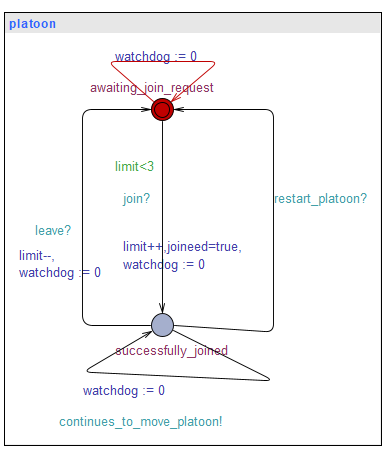 platoon
watchdog := 0
awaiting_join_request
limit<3
join?
restart_platoon?
leave?
limit++,joineed=true,
watchdog := 0
limit--,
watchdog := 0
successfully_joined
watchdog := 0
continues_to_move_platoon!